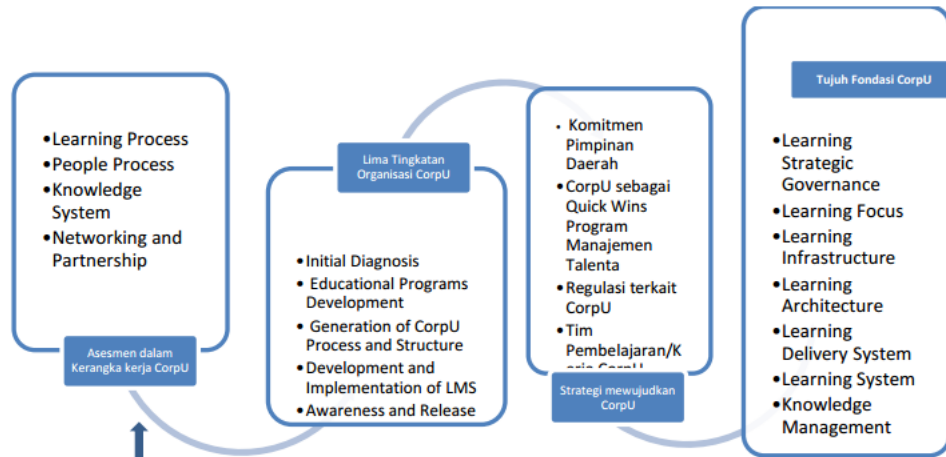 •Learning Process
•People Process
•Knowledge
System
•Networking and
Partnership
Asesmen dalam
Kerangka kerja CorpU
Lima Tingkatan
Organisasi CorpU
•Initial Diagnosis
• Educational Programs
Development
• Generation of CorpU
Process and Structure
•Development and
Implementation of LMS
•Awareness and Release
• Komitmen
Pimpinan
Daerah
•CorpU sebagai
Quick Wins
Program
Manajemen
Talenta
•Regulasi terkait
CorpU
•Tim
Pembelajaran/K
erja CorpU
Strategi mewujudkan
CorpU
Tujuh Fondasi CorpU
•Learning
Strategic
Governance
•Learning Focus
•Learning
Infrastructure
•Learning
Architecture
•Learning
Delivery System
•Learning System
•Knowledge
Management